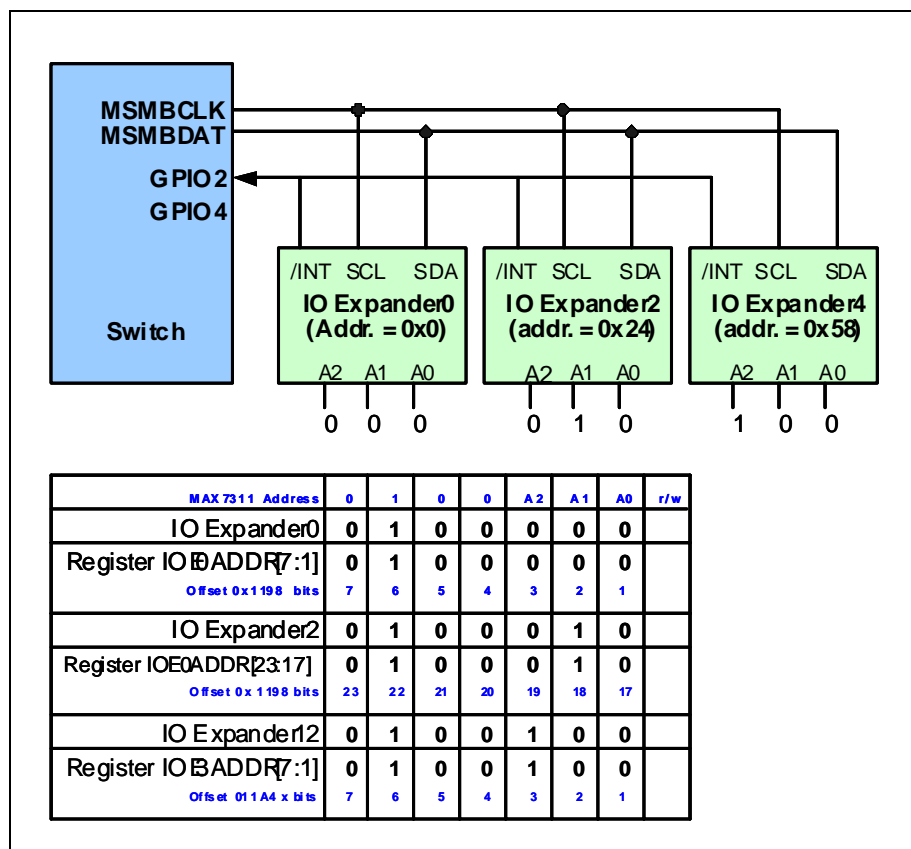 MSMBCLK
MSMBDAT
GPIO2
GPIO4
Switch
/INT SCL SDA
IO Expander0
(Addr. = 0x0)
A2 A1 A0
0 0 0
/INT SCL SDA
IO Expander2
(addr. = 0x24)
A2 A1 A0
0 1 0
/INT SCL SDA
IO Expander4
(addr. = 0x58)
A2 A1 A0
1 0 0
MAX7311 Address 0 1 0 0 A2 A1 A0 r/w
IO Expander0 0 1 0 0 0 0 0
Register IOE0ADDR[7:1] 0 1 0 0 0 0 0
Offset 0x1198 bits 7 6 5 4 3 2 1
IO Expander2 0 1 0 0 0 1 0
Register IOE0ADDR[23:17] 0 1 0 0 0 1 0
Offset 0x 1198 bits 23 22 21 20 19 18 17
IO Expander12 0 1 0 0 1 0 0
Register IOE3ADDR[7:1] 0 1 0 0 1 0 0
Offset 011A4 x bits 7 6 5 4 3 2 1